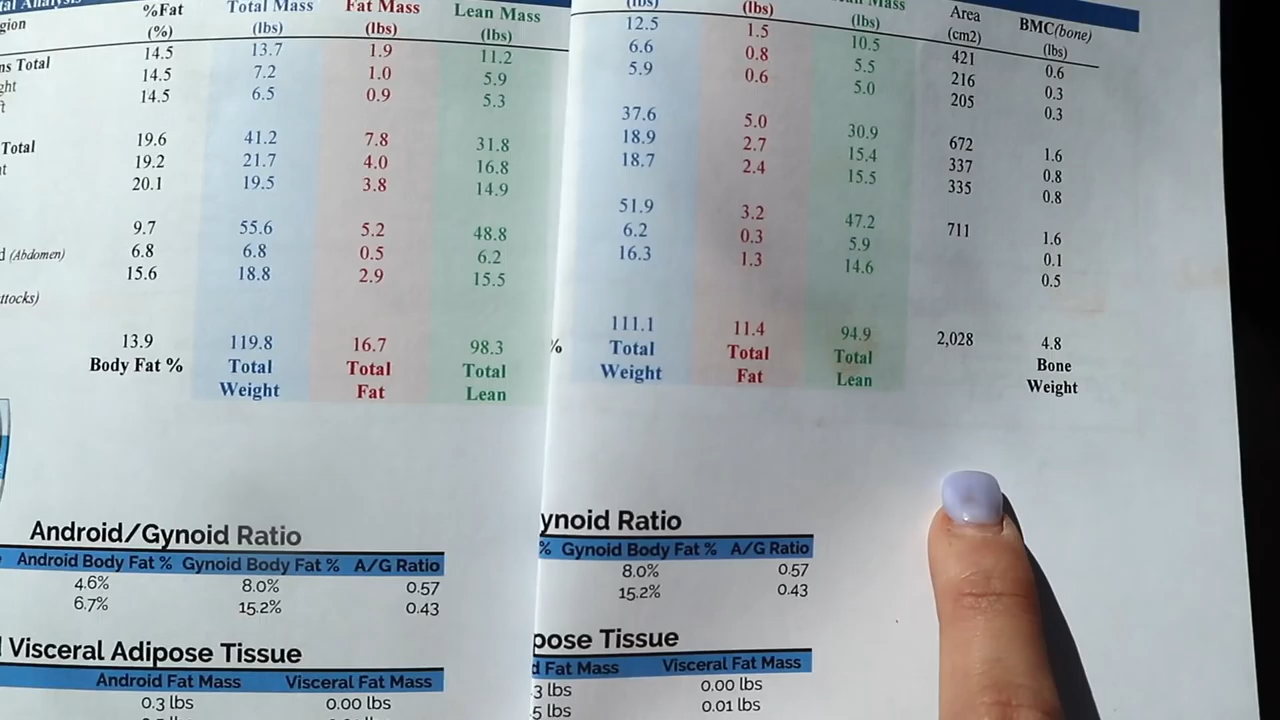 %Fat Total Mass Fat Mass Lean Mass
(%) (lbs) (lbs) (lbs)
Total 14.5 13.7 1.9 11.2
14.5 7.2 1.0 5.9
14.5 6.5 0.9 5.3
Total 19.6 41.2 7.8 31.8
19.2 21.7 4.0 16.8
20.1 19.5 3.8 14.9
9.7 55.6 5.2 48.8
(Abdomen) 6.8 6.8 0.5 6.2
15.6 18.8 2.9 15.5
13.9 119.8 16.7 98.3
Body Fat % Total Total Total
Weight Fat Lean
Android/Gynoid Ratio
Android Body Fat % Gynoid Body Fat % A/G Ratio
4.6% 8.0% 0.57
6.7% 15.2% 0.43
Visceral Adipose Tissue
Android Fat Mass Visceral Fat Mass
0.3 lbs 0.00 lbs
(lbs) (lbs) Mass (lbs) Area (cm2) BMC(bone) (lbs)
12.5 1.5 10.5 421 0.6
6.6 0.8 5.5 216 0.3
5.9 0.6 5.0 205 0.3
37.6 5.0 30.9 672 1.6
18.9 2.7 15.4 337 0.8
18.7 2.4 15.5 335 0.8
51.9 3.2 47.2 711 1.6
6.2 0.3 5.9 0.1
16.3 1.3 14.6 0.5
% 111.1 11.4 94.9 2,028 4.8
Total Total Total Bone
Weight Fat Lean Weight
ynoid Ratio
% Gynoid Body Fat % A/G Ratio
8.0% 0.57
15.2% 0.43
pose Tissue
d Fat Mass Visceral Fat Mass
3 lbs 0.00 lbs
5 lbs 0.01 lbs